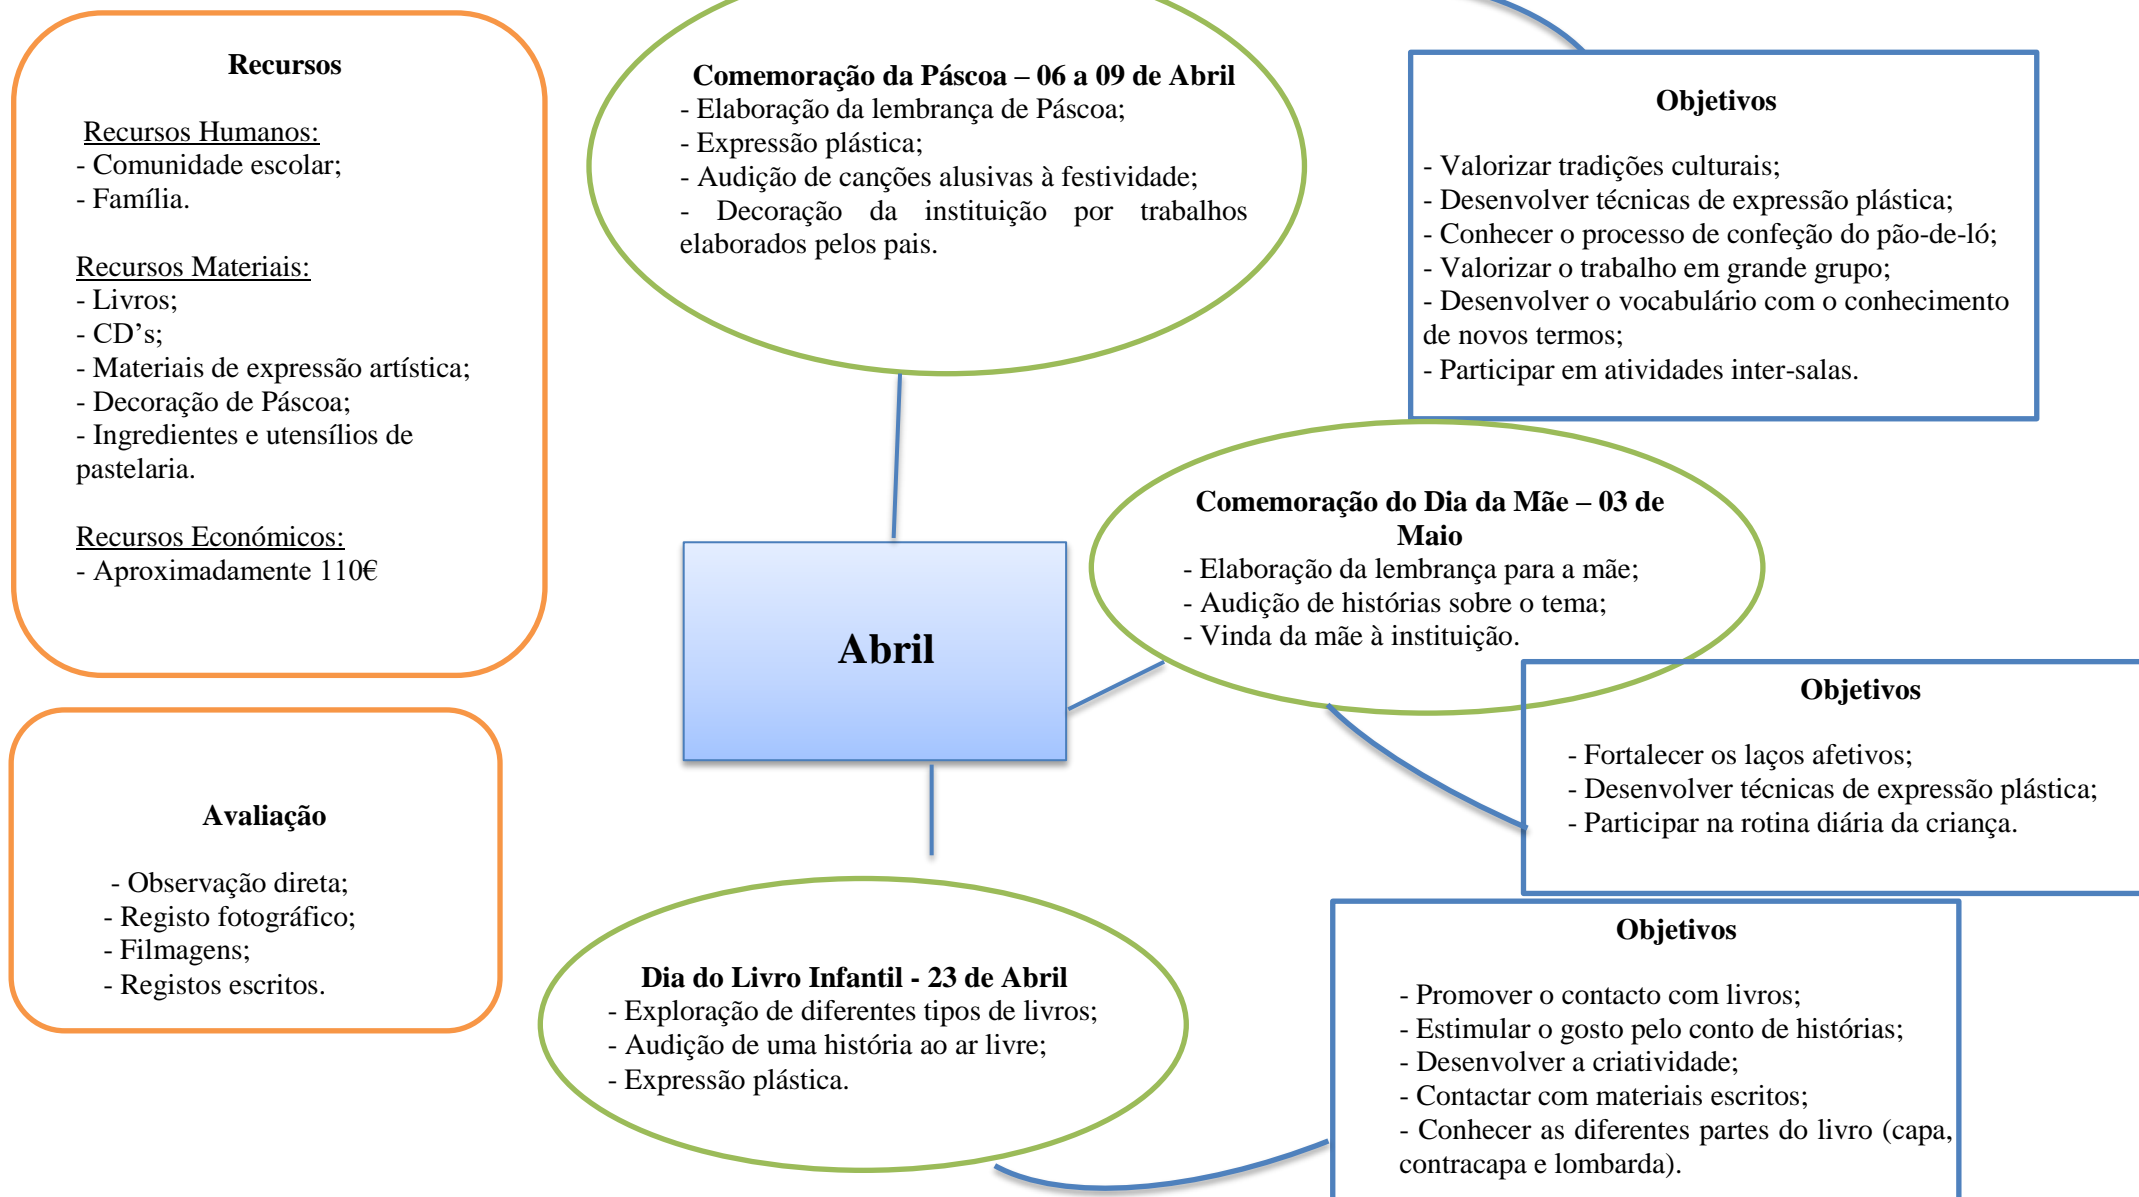 Recursos
Recursos Humanos:
- Comunidade escolar;
- Família.
Recursos Materiais:
- Livros;
- CD’s;
- Materiais de expressão artística;
- Decoração de Páscoa;
- Ingredientes e utensílios de
pastelaria.
Recursos Económicos:
- Aproximadamente 110€
Avaliação
- Observação direta;
- Registo fotográfico;
- Filmagens;
- Registos escritos.
Comemoração da Páscoa – 06 a 09 de Abril
- Elaboração da lembrança de Páscoa;
- Expressão plástica;
- Audição de canções alusivas à festividade;
- Decoração da instituição por trabalhos
elaborados pelos pais.
Objetivos
- Valorizar tradições culturais;
- Desenvolver técnicas de expressão plástica;
- Conhecer o processo de confeção do pão-de-ló;
- Valorizar o trabalho em grande grupo;
- Desenvolver o vocabulário com o conhecimento
de novos termos;
- Participar em atividades inter-salas.
Abril
Comemoração do Dia da Mãe – 03 de
Maio
- Elaboração da lembrança para a mãe;
- Audição de histórias sobre o tema;
- Vinda da mãe à instituição.
Objetivos
- Fortalecer os laços afetivos;
- Desenvolver técnicas de expressão plástica;
- Participar na rotina diária da criança.
Dia do Livro Infantil - 23 de Abril
- Exploração de diferentes tipos de livros;
- Audição de uma história ao ar livre;
- Expressão plástica.
Objetivos
- Promover o contacto com livros;
- Estimular o gosto pelo conto de histórias;
- Desenvolver a criatividade;
- Contactar com materiais escritos;
- Conhecer as diferentes partes do livro (capa,
contracapa e lombarda).